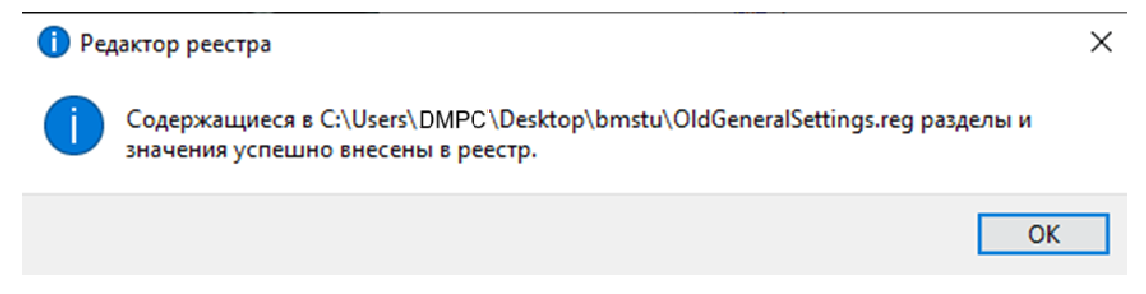 Редактор реестра
Содержащиеся в C:\Users\DMPC\Desktop\bmstu\OldGeneralSettings.reg разделы и
значения успешно внесены в реестр.
OK